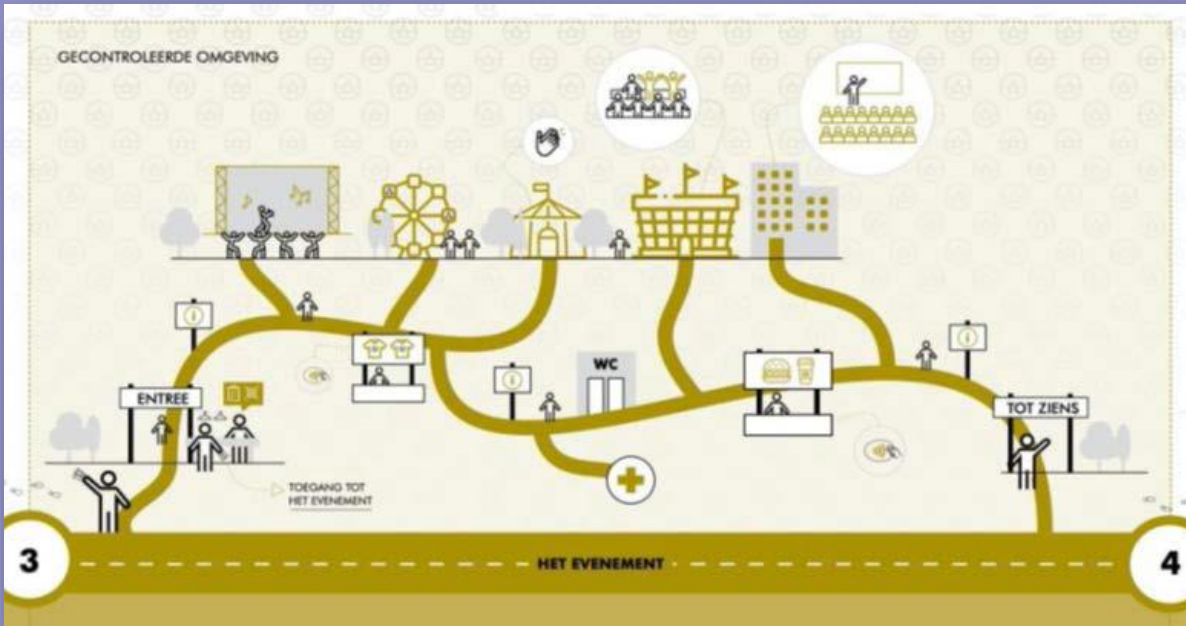 GECONTROLEERDE OMGEVING
ENTREE
WC
TOT ZIENS
TOEGANG TOT
HET EVENEMENT
3
HET EVENEMENT
4